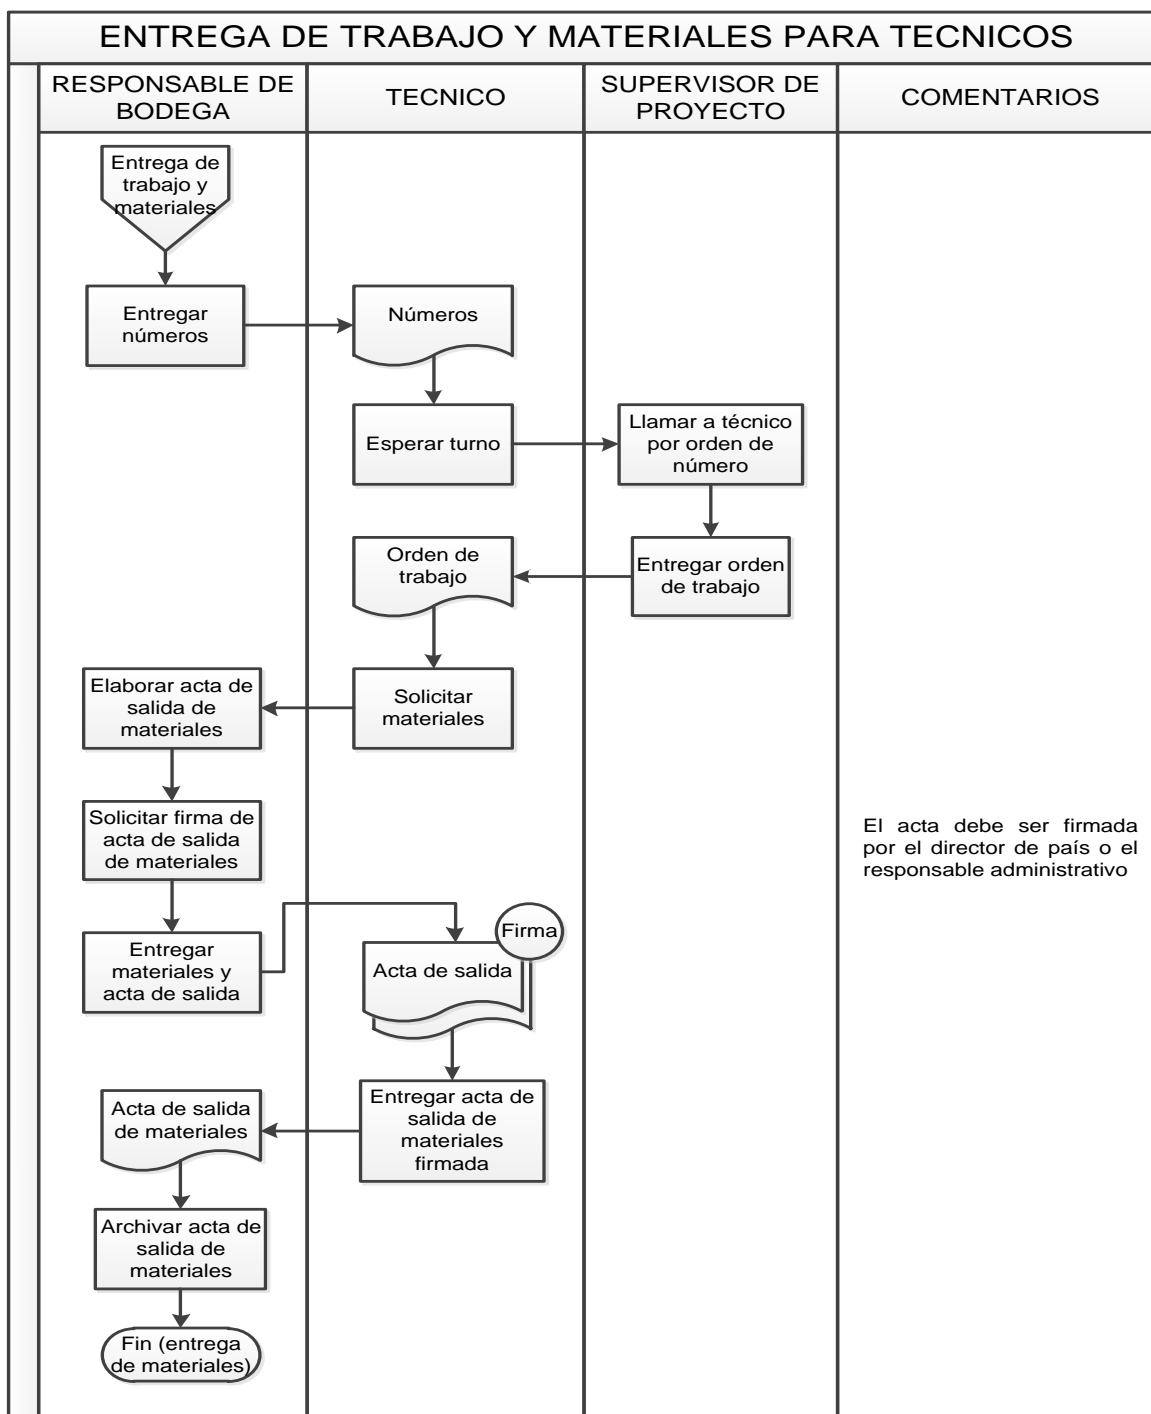 ENTREGA DE TRABAJO Y MATERIALES PARA TECNICOS
RESPONSABLE DE
BODEGA
TECNICO
SUPERVISOR DE
PROYECTO
COMENTARIOS
Entrega de
trabajo y
materiales
Entregar
números
Números
Esperar turno
Llamar a técnico
por orden de
número
Entregar orden
de trabajo
Orden de
trabajo
Solicitar
materiales
Elaborar acta de
salida de
materiales
Solicitar firma de
acta de salida
de materiales
El acta debe ser firmada
por el director de país o el
responsable administrativo
Entregar
materiales y
acta de salida
Firma
Acta de salida
Entregar acta de
salida de
materiales
firmada
Acta de salida
de materiales
Archivar acta de
salida de
materiales
Fin (entrega
de materiales)